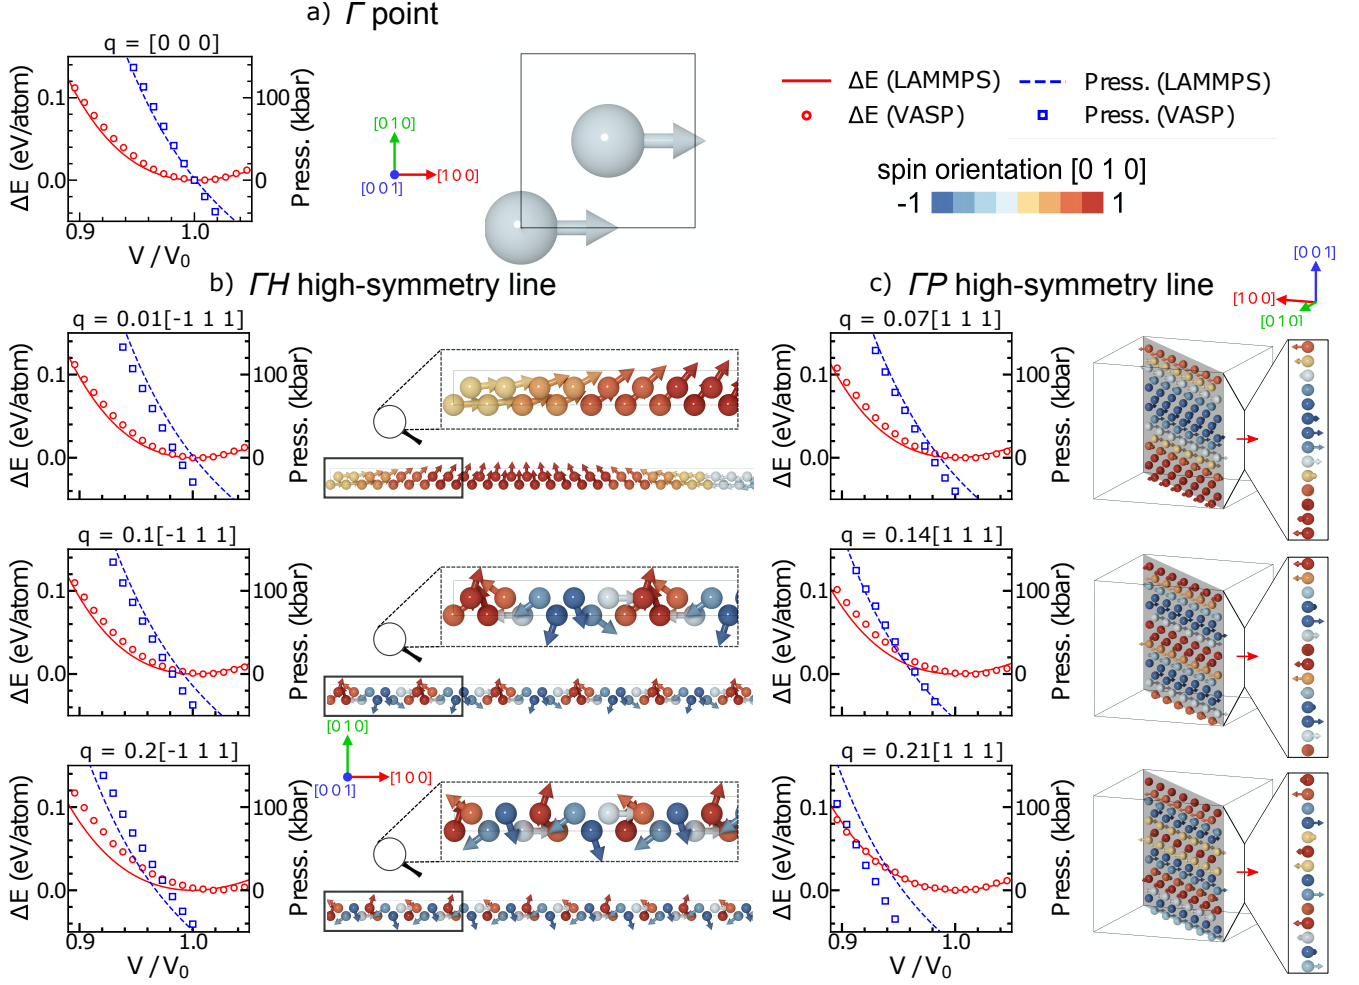 a) Γ point
q = [0 0 0]
0.1
0.0
ΔE (eV/atom)
100
0
Press. (kbar)
0.9
1.0
V / V₀
[0 1 0]
[0 0 1]
[1 0 0]
ΔE (LAMMPS)
Press. (LAMMPS)
ΔE (VASP)
Press. (VASP)
spin orientation [0 1 0]
-1
1
b) ΓH high-symmetry line
q = 0.01[-1 1 1]
0.1
0.0
ΔE (eV/atom)
100
0
Press. (kbar)
q = 0.1[-1 1 1]
0.1
0.0
ΔE (eV/atom)
100
0
Press. (kbar)
q = 0.2[-1 1 1]
0.1
0.0
ΔE (eV/atom)
100
0
Press. (kbar)
0.9
1.0
V / V₀
[0 1 0]
[0 0 1]
[1 0 0]
c) ΓP high-symmetry line
[0 0 1]
[1 0 0]
[0 1 0]
q = 0.07[1 1 1]
0.1
0.0
ΔE (eV/atom)
100
0
Press. (kbar)
q = 0.14[1 1 1]
0.1
0.0
ΔE (eV/atom)
100
0
Press. (kbar)
q = 0.21[1 1 1]
0.1
0.0
ΔE (eV/atom)
100
0
Press. (kbar)
0.9
1.0
V / V₀